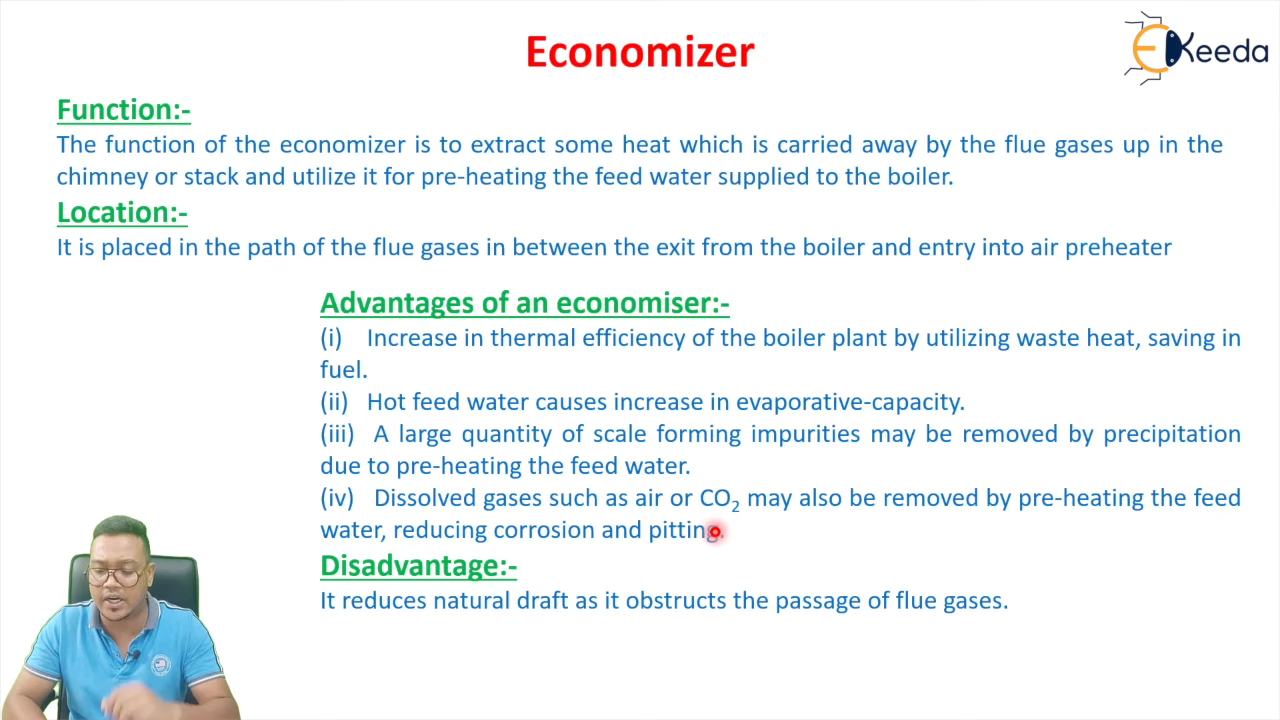 Economizer
EKeeda
Function:-
The function of the economizer is to extract some heat which is carried away by the flue gases up in the
chimney or stack and utilize it for pre-heating the feed water supplied to the boiler.
Location:-
It is placed in the path of the flue gases in between the exit from the boiler and entry into air preheater
Advantages of an economiser:-
(i) Increase in thermal efficiency of the boiler plant by utilizing waste heat, saving in
fuel.
(ii) Hot feed water causes increase in evaporative-capacity.
(iii) A large quantity of scale forming impurities may be removed by precipitation
due to pre-heating the feed water.
(iv) Dissolved gases such as air or CO₂ may also be removed by pre-heating the feed
water, reducing corrosion and pitting.
Disadvantage:-
It reduces natural draft as it obstructs the passage of flue gases.